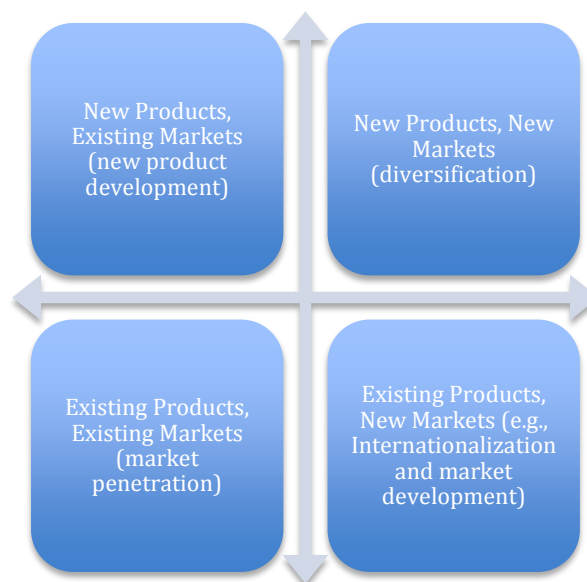 New Products,
Existing Markets
(new product
development)
New Products, New
Markets
(diversification)
Existing Products,
Existing Markets
(market
penetration)
Existing Products,
New Markets (e.g.,
Internationalization
and market
development)